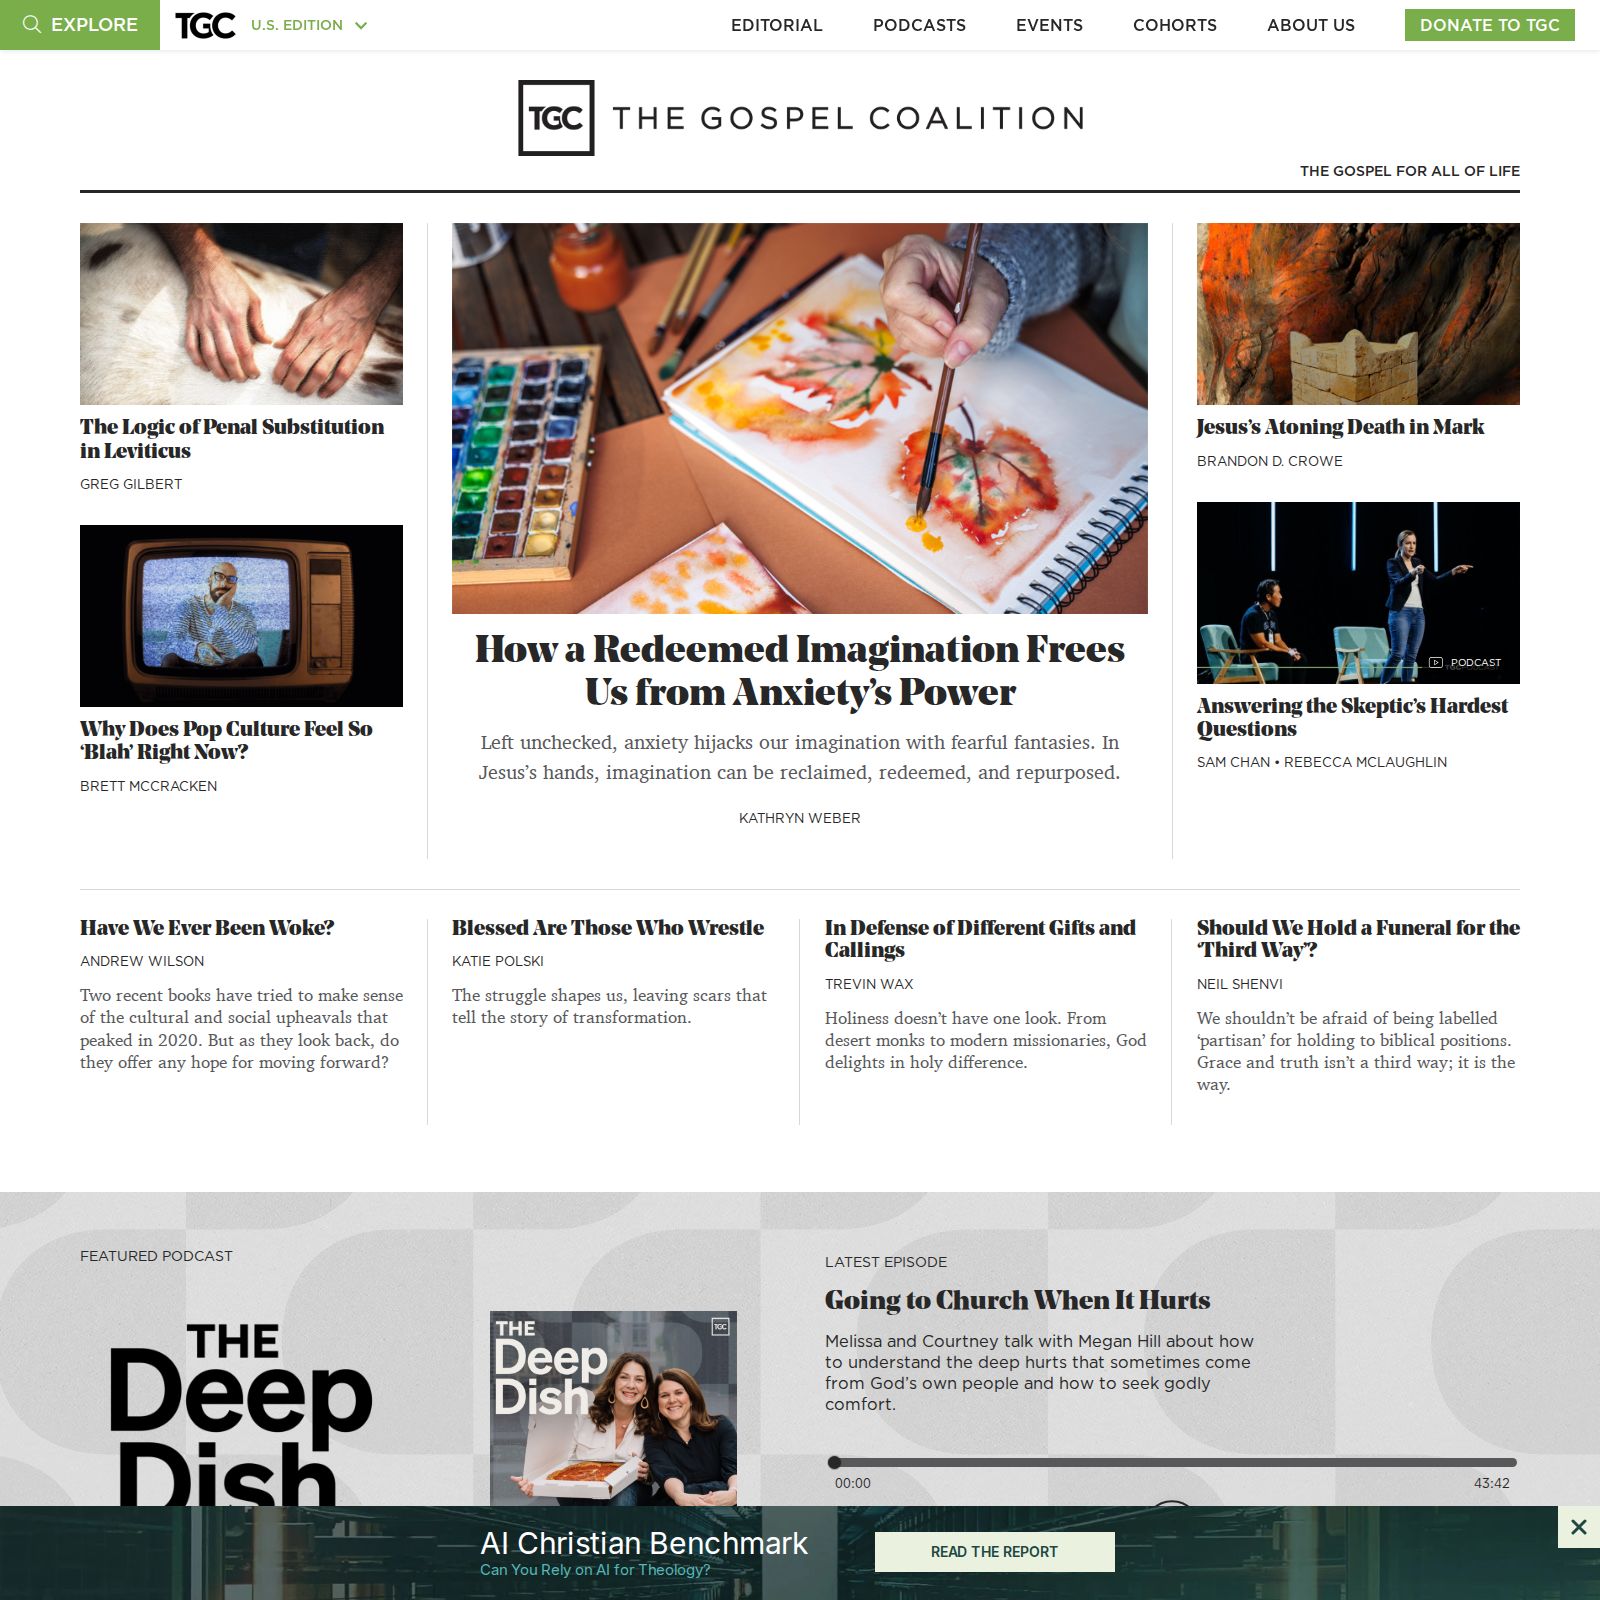 EXPLORE
TGC
U.S. EDITION
EDITORIAL
PODCASTS
EVENTS
COHORTS
ABOUT US
DONATE TO TGC
TGC THE GOSPEL COALITION
THE GOSPEL FOR ALL OF LIFE
The Logic of Penal Substitution
in Leviticus
GREG GILBERT
Why Does Pop Culture Feel So
‘Blah’ Right Now?
BRETT MCCRACKEN
How a Redeemed Imagination Frees
Us from Anxiety’s Power
Left unchecked, anxiety hijacks our imagination with fearful fantasies. In
Jesus’s hands, imagination can be reclaimed, redeemed, and repurposed.
KATHRYN WEBER
Jesus’s Atoning Death in Mark
BRANDON D. CROWE
PODCAST
Answering the Skeptic’s Hardest
Questions
SAM CHAN • REBECCA MCLAUGHLIN
Have We Ever Been Woke?
ANDREW WILSON
Two recent books have tried to make sense
of the cultural and social upheavals that
peaked in 2020. But as they look back, do
they offer any hope for moving forward?
Blessed Are Those Who Wrestle
KATIE POLSKI
The struggle shapes us, leaving scars that
tell the story of transformation.
In Defense of Different Gifts and
Callings
TREVIN WAX
Holiness doesn’t have one look. From
desert monks to modern missionaries, God
delights in holy difference.
Should We Hold a Funeral for the
‘Third Way’?
NEIL SHENVI
We shouldn’t be afraid of being labelled
‘partisan’ for holding to biblical positions.
Grace and truth isn’t a third way; it is the
way.
FEATURED PODCAST
THE
Deep
Dish
THE
Deep
Dish
TGC
LATEST EPISODE
Going to Church When It Hurts
Melissa and Courtney talk with Megan Hill about how
to understand the deep hurts that sometimes come
from God’s own people and how to seek godly
comfort.
00:00
43:42
AI Christian Benchmark
Can You Rely on AI for Theology?
READ THE REPORT